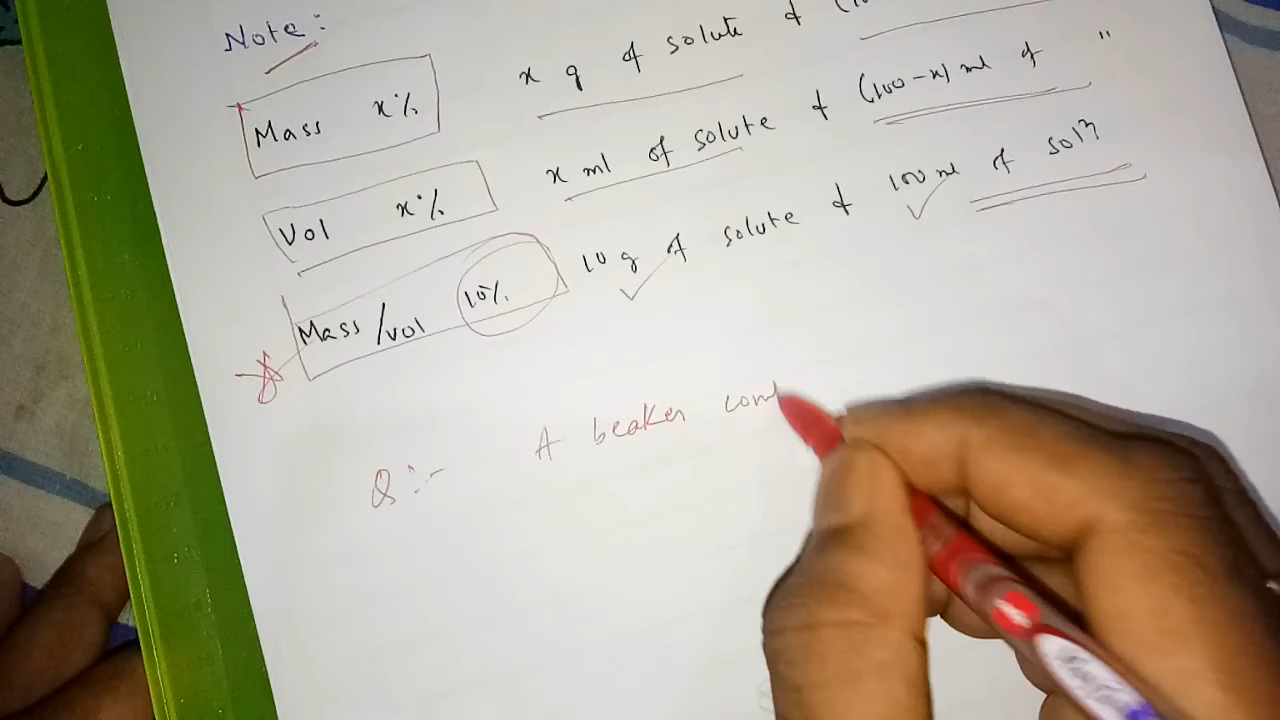 Note:
Mass x% x g of solute &
Vol x% x ml of solute & (100-x) ml of "
Mass/vol 10% 10 g of solute & 100 ml of solⁿ
Q:- A beaker cont